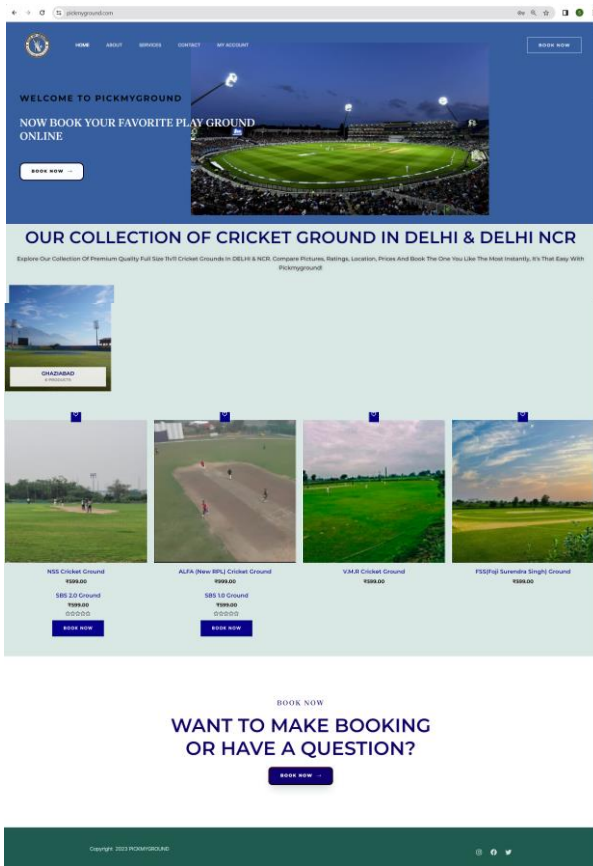 pickmyground.com
HOME ABOUT SERVICES CONTACT MY ACCOUNT
BOOK NOW
WELCOME TO PICKMYGROUND
NOW BOOK YOUR FAVORITE PLAY GROUND
ONLINE
BOOK NOW →
OUR COLLECTION OF CRICKET GROUND IN DELHI & DELHI NCR
Explore Our Collection Of Premium Quality Full Size 11v11 Cricket Grounds In DELHI & NCR. Compare Pictures, Ratings, Location, Prices And Book The One You Like The Most Instantly, It's That Easy With
Pickmyground!
GHAZIABAD
PRODUCTS
NSS Cricket Ground
₹599.00
ALFA (New RPL) Cricket Ground
₹999.00
V.M.R Cricket Ground
₹599.00
FSS(Foji Surendra Singh) Ground
₹599.00
SBS 2.0 Ground
₹599.00
BOOK NOW
SBS 1.0 Ground
₹599.00
BOOK NOW
BOOK NOW
WANT TO MAKE BOOKING
OR HAVE A QUESTION?
BOOK NOW →
Copyright 2023 PICKMYGROUND